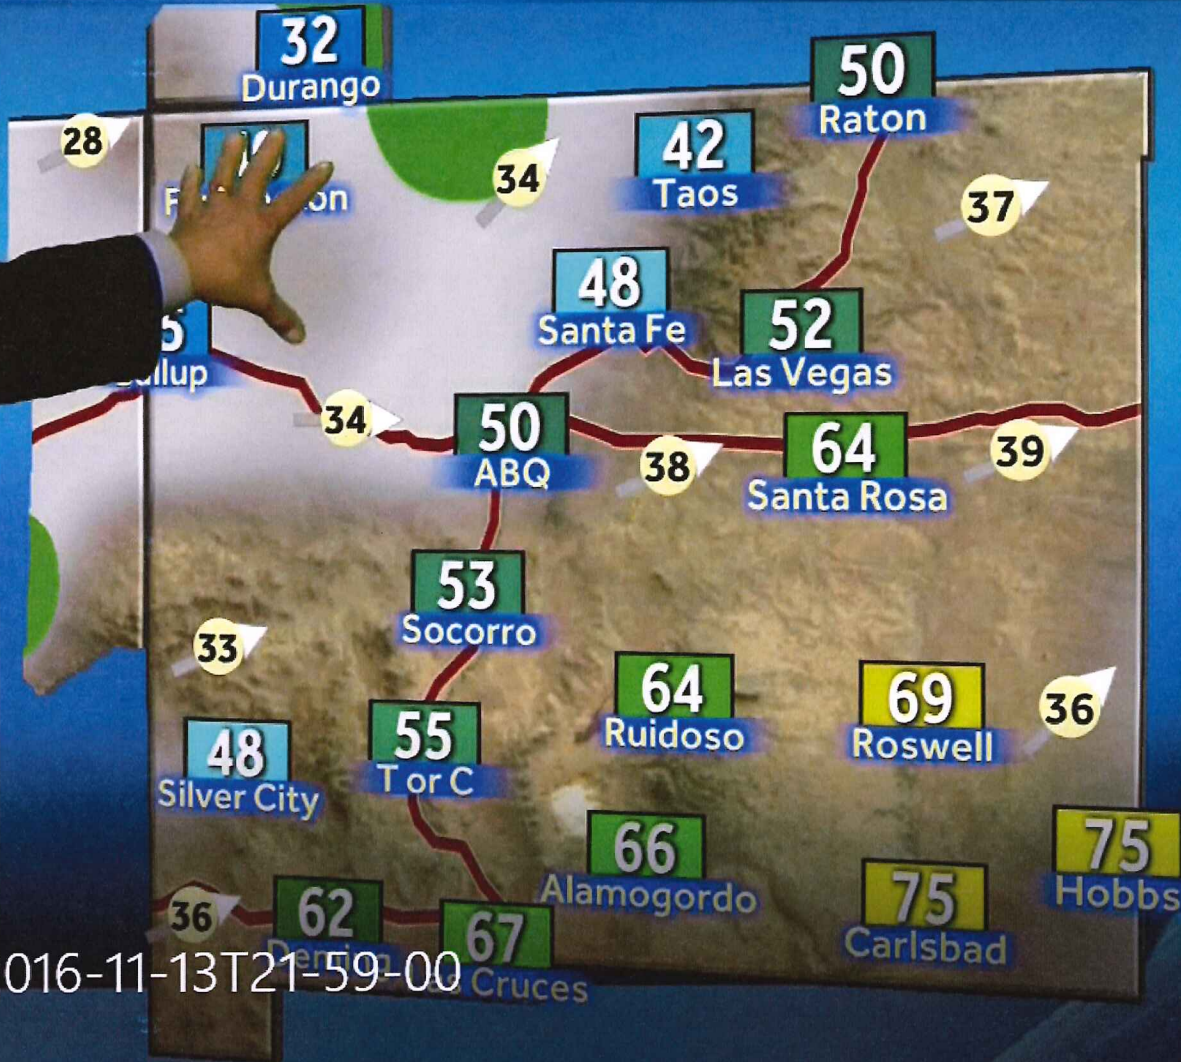 32
Durango
50
Raton
28
42
Taos
34
37
48
Santa Fe
52
Las Vegas
34
50
ABQ
38
64
Santa Rosa
39
53
Socorro
33
64
Ruidoso
69
Roswell
36
48
Silver City
55
T or C
66
Alamogordo
75
Hobbs
75
Carlsbad
36
62
Deming
67
Cruces
016-11-13T21-59-00